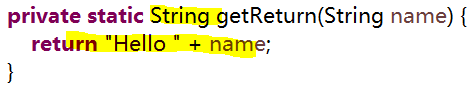 private static String getReturn(String name) {
return "Hello " + name;
}